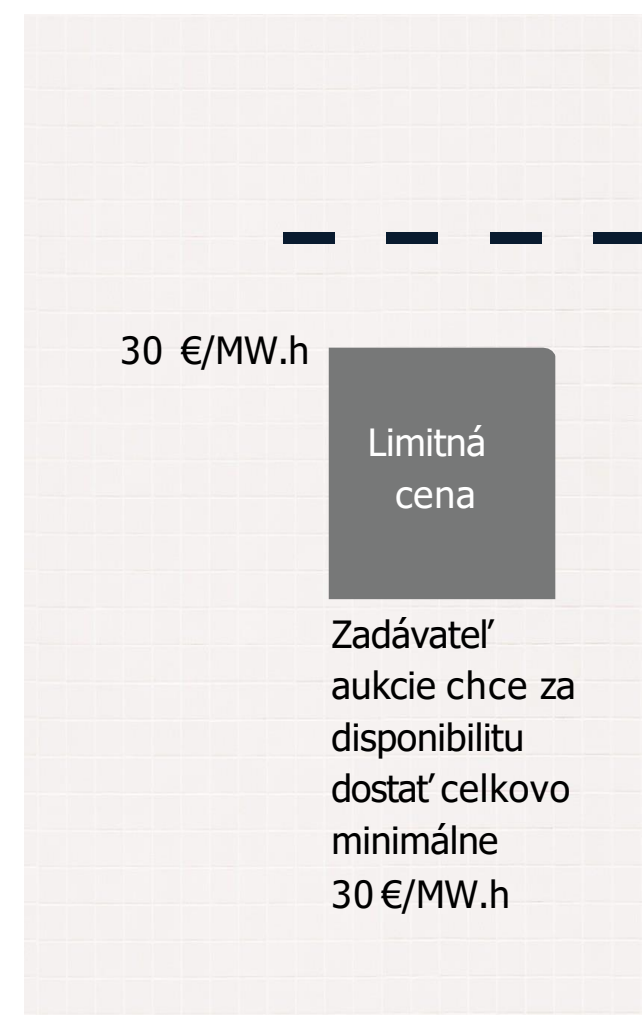 30 €/MW.h
Limitná
cena
Zadávateľ
aukcie chce za
disponibilitu
dostať celkovo
minimálne
30 €/MW.h